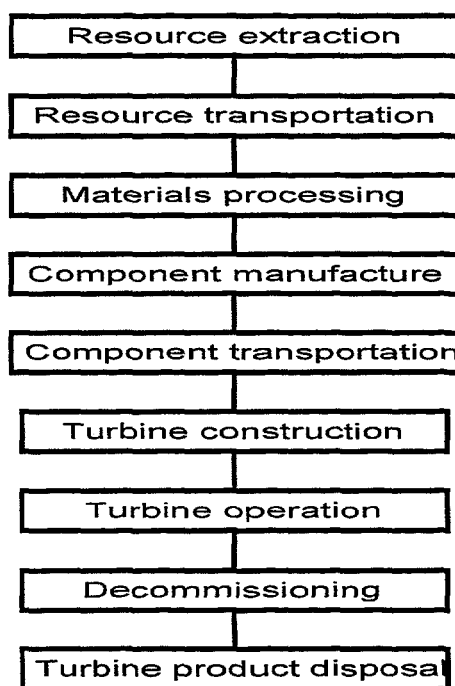 Resource extraction
Resource transportation
Materials processing
Component manufacture
Component transportation
Turbine construction
Turbine operation
Decommissioning
Turbine product disposal